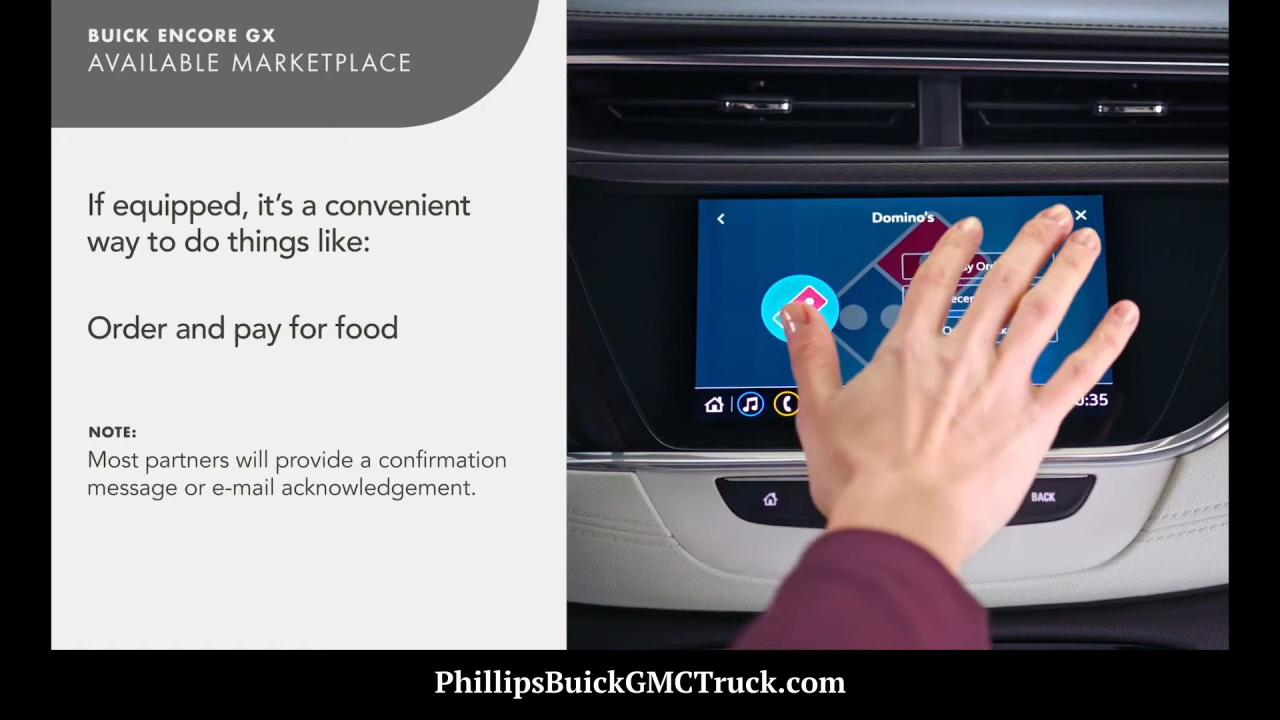 BUICK ENCORE GX
AVAILABLE MARKETPLACE
If equipped, it's a convenient
way to do things like:
Order and pay for food
NOTE:
Most partners will provide a confirmation
message or e-mail acknowledgement.
Domino's
BACK
PhillipsBuickGMCTruck.com